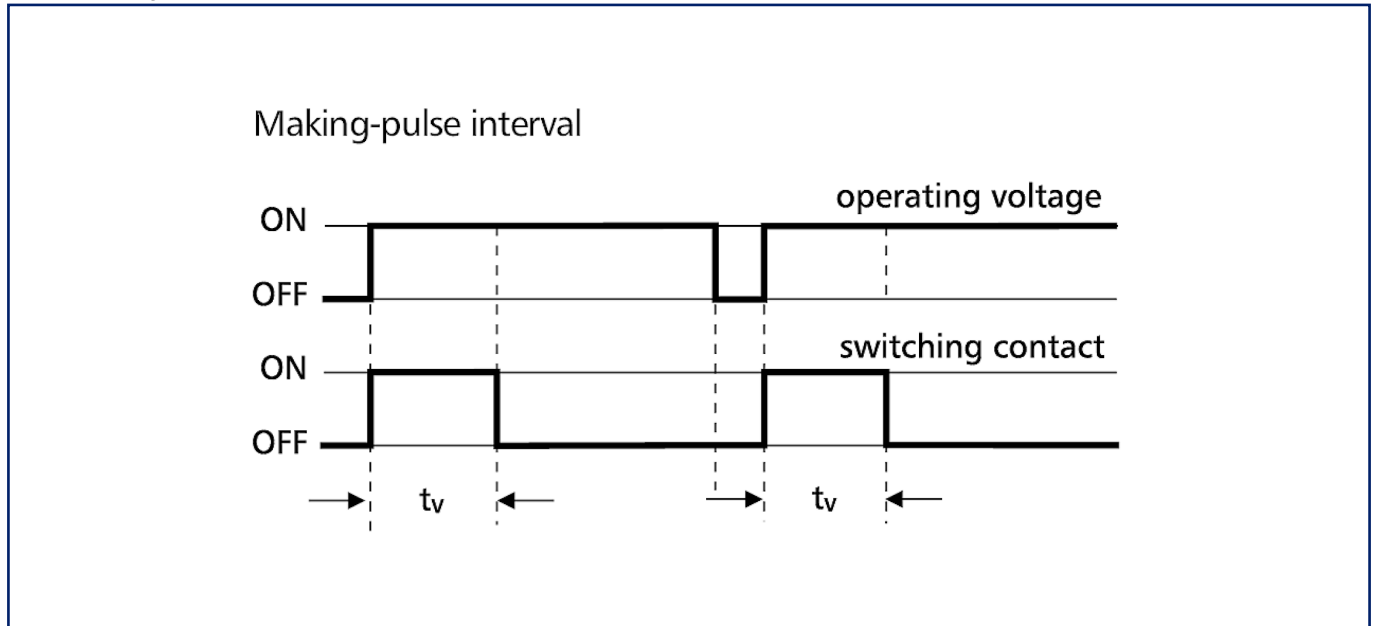 Making-pulse interval
operating voltage
ON
OFF
switching contact
ON
OFF
tv tv